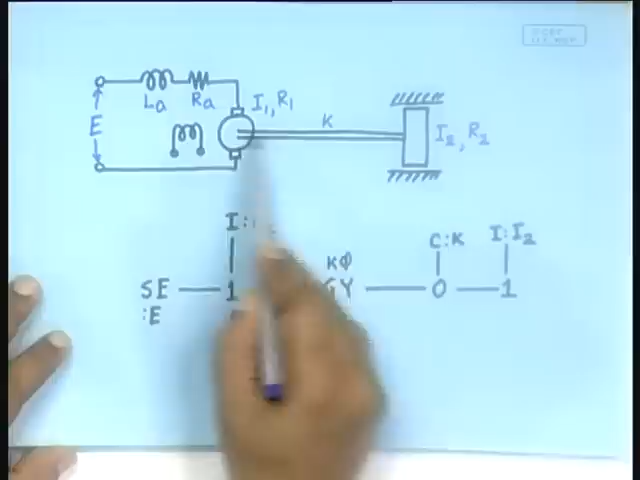 La Ra I₁,R₁
E
K
I₂,R₂
I:
C:K I:I₂
KΦ
SE 1 GY 0 1
:E